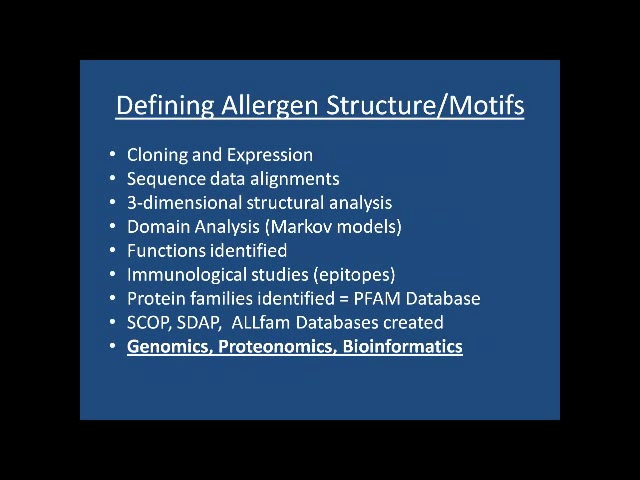 Defining Allergen Structure/Motifs
• Cloning and Expression
• Sequence data alignments
• 3-dimensional structural analysis
• Domain Analysis (Markov models)
• Functions identified
• Immunological studies (epitopes)
• Protein families identified = PFAM Database
• SCOP, SDAP, ALLfam Databases created
• Genomics, Proteonomics, Bioinformatics